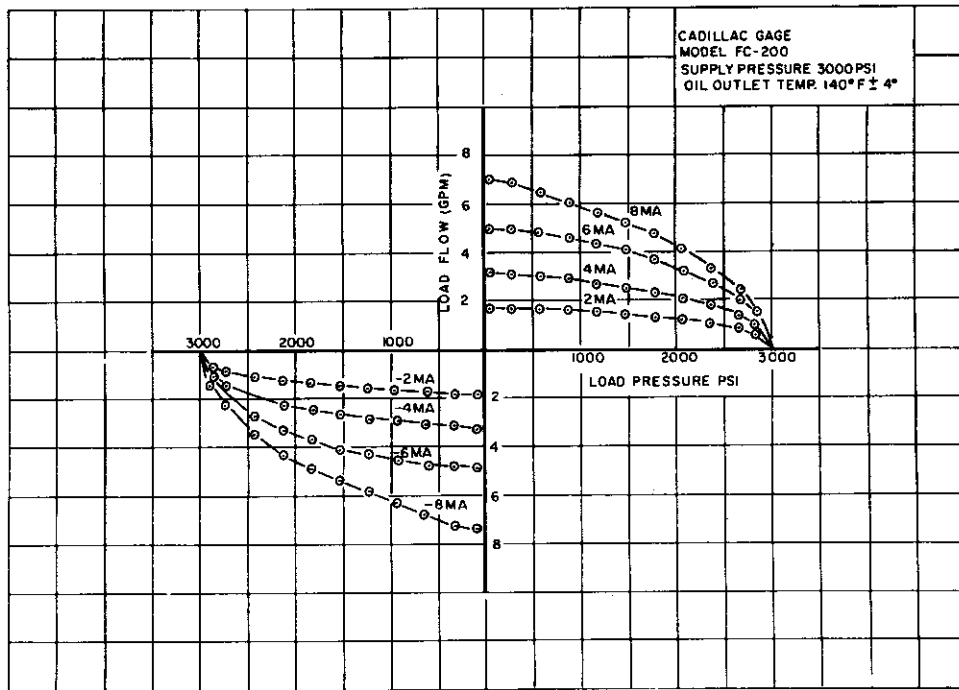 CADILLAC GAGE
MODEL FC-200
SUPPLY PRESSURE 3000 PSI
OIL OUTLET TEMP. 140° F ± 4°
8
6
4
2
LOAD FLOW (GPM)
8MA
6MA
4MA
2MA
3000 2000 1000
1000 2000 3000
LOAD PRESSURE PSI
-2MA
-4MA
-6MA
-8MA
2
4
6
8